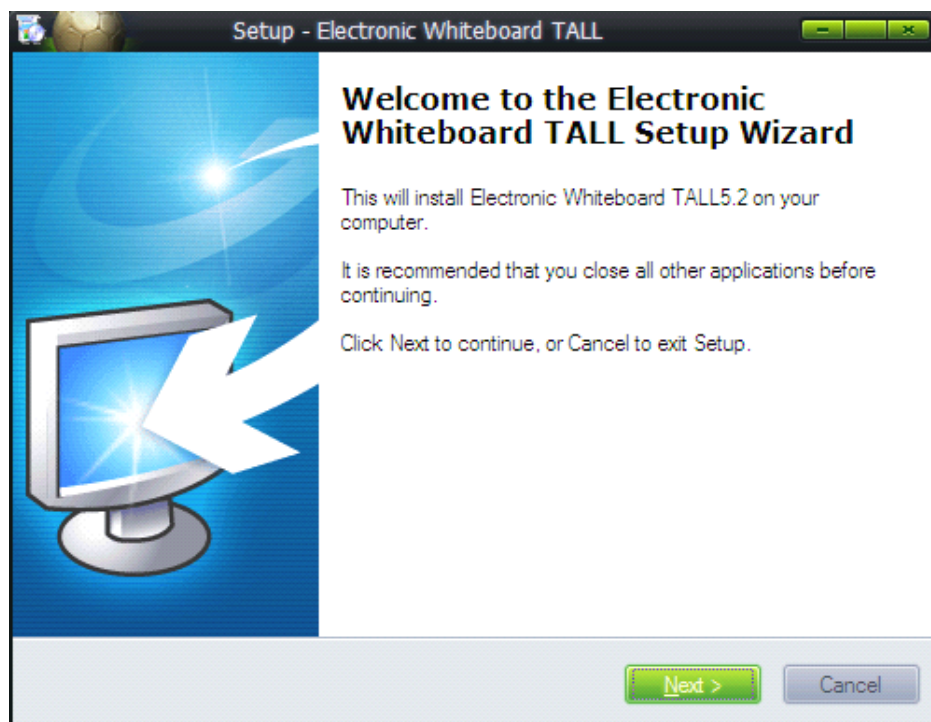 Setup - Electronic Whiteboard TALL
Welcome to the Electronic
Whiteboard TALL Setup Wizard
This will install Electronic Whiteboard TALL5.2 on your
computer.
It is recommended that you close all other applications before
continuing.
Click Next to continue, or Cancel to exit Setup.
Next >
Cancel